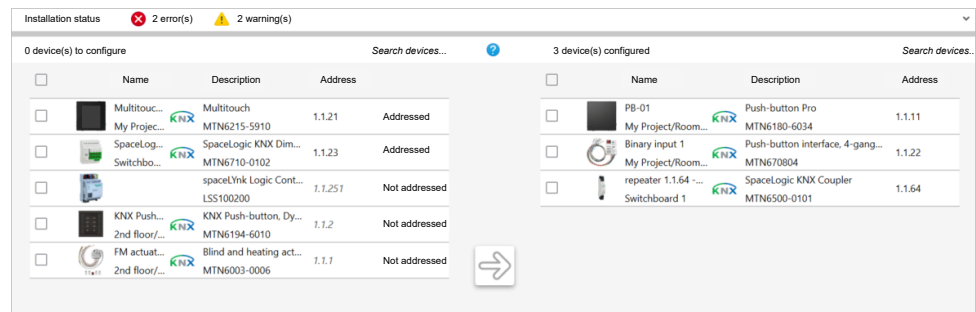 Installation status 2 error(s) 2 warning(s)
0 device(s) to configure Search devices... ? 3 device(s) configured Search devices..
Name Description Address Name Description Address
Multitouc... KNX Multitouch 1.1.21 Addressed
My Projec... MTN6215-5910
SpaceLog... KNX SpaceLogic KNX Dim... 1.1.23 Addressed
Switchbo... MTN6710-0102
spaceLYnk Logic Cont... 1.1.251 Not addressed
LSS100200
KNX Push... KNX KNX Push-button, Dy... 1.1.2 Not addressed
2nd floor/... MTN6194-6010
FM actuat... KNX Blind and heating act... 1.1.1 Not addressed
2nd floor/... MTN6003-0006
PB-01 KNX Push-button Pro 1.1.11
My Project/Room... MTN6180-6034
Binary input 1 KNX Push-button interface, 4-gang... 1.1.22
My Project/Room... MTN670804
repeater 1.1.64 -... KNX SpaceLogic KNX Coupler 1.1.64
Switchboard 1 MTN6500-0101